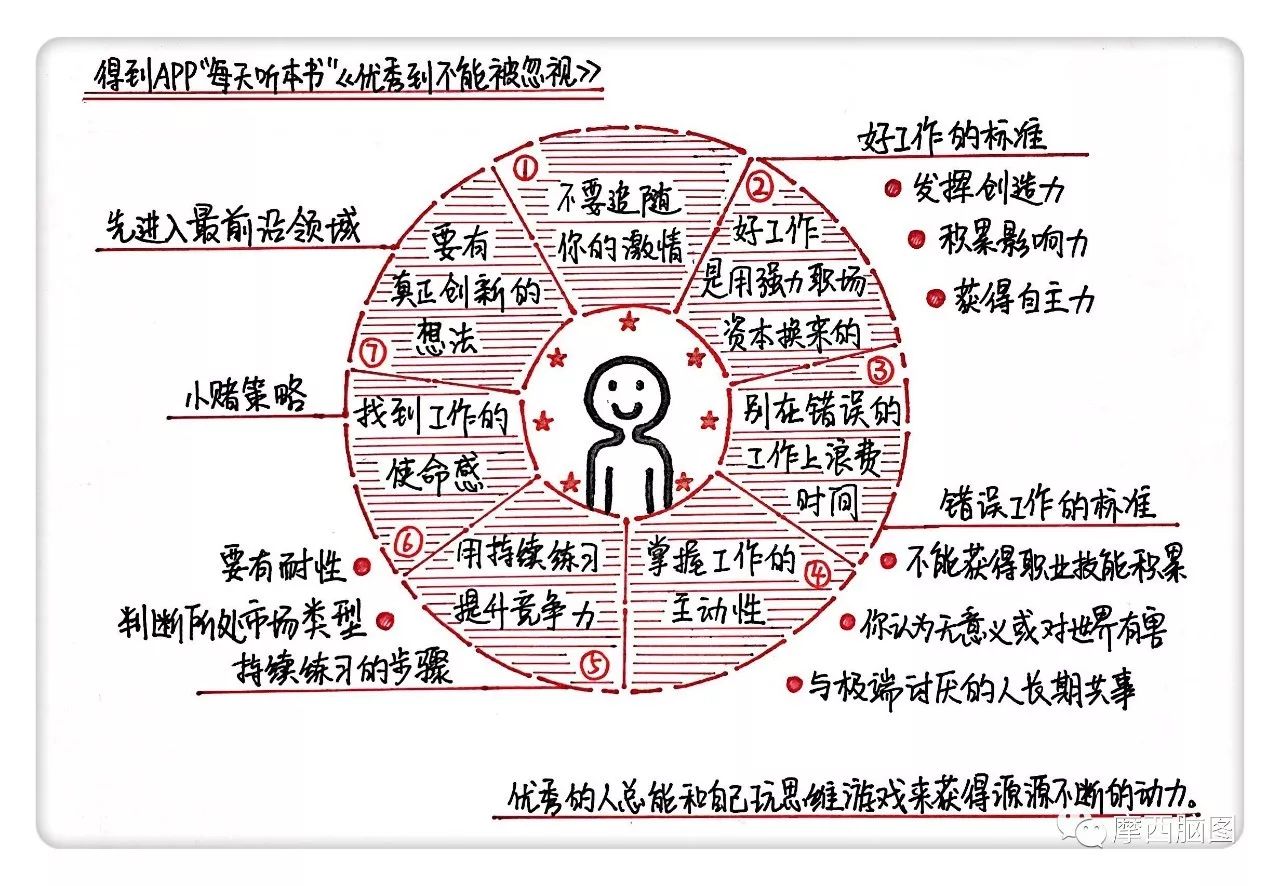 得到APP“每天听本书”《优秀到不能被忽视》
①
不要追随
你的激情
②
好工作
是用强力职场
资本换来的
好工作的标准
发挥创造力
积累影响力
获得自主力
③
别在错误的
工作上浪费
时间
错误工作的标准
不能获得职业技能积累
你认为无意义或对世界有害
与极端讨厌的人长期共事
④
掌握工作的
主动性
⑤
用持续练习
提升竞争力
要有耐性
判断所处市场类型
持续练习的步骤
⑥
找到工作的
使命感
小赌策略
⑦
要有
真正创新的
想法
先进入最前沿领域
优秀的人总能和自己玩思维游戏来获得源源不断的动力。
摩西脑图